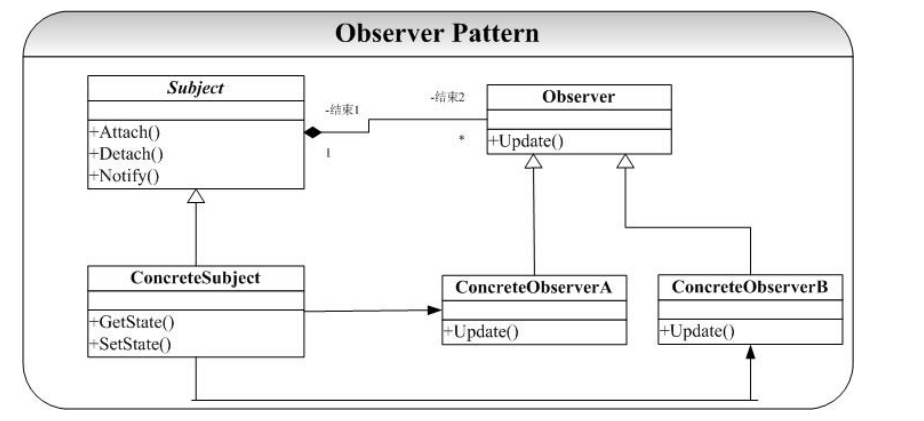 Observer Pattern
Subject
+Attach()
+Detach()
+Notify()
-结束1
1
-结束2
*
Observer
+Update()
ConcreteSubject
+GetState()
+SetState()
ConcreteObserverA
+Update()
ConcreteObserverB
+Update()